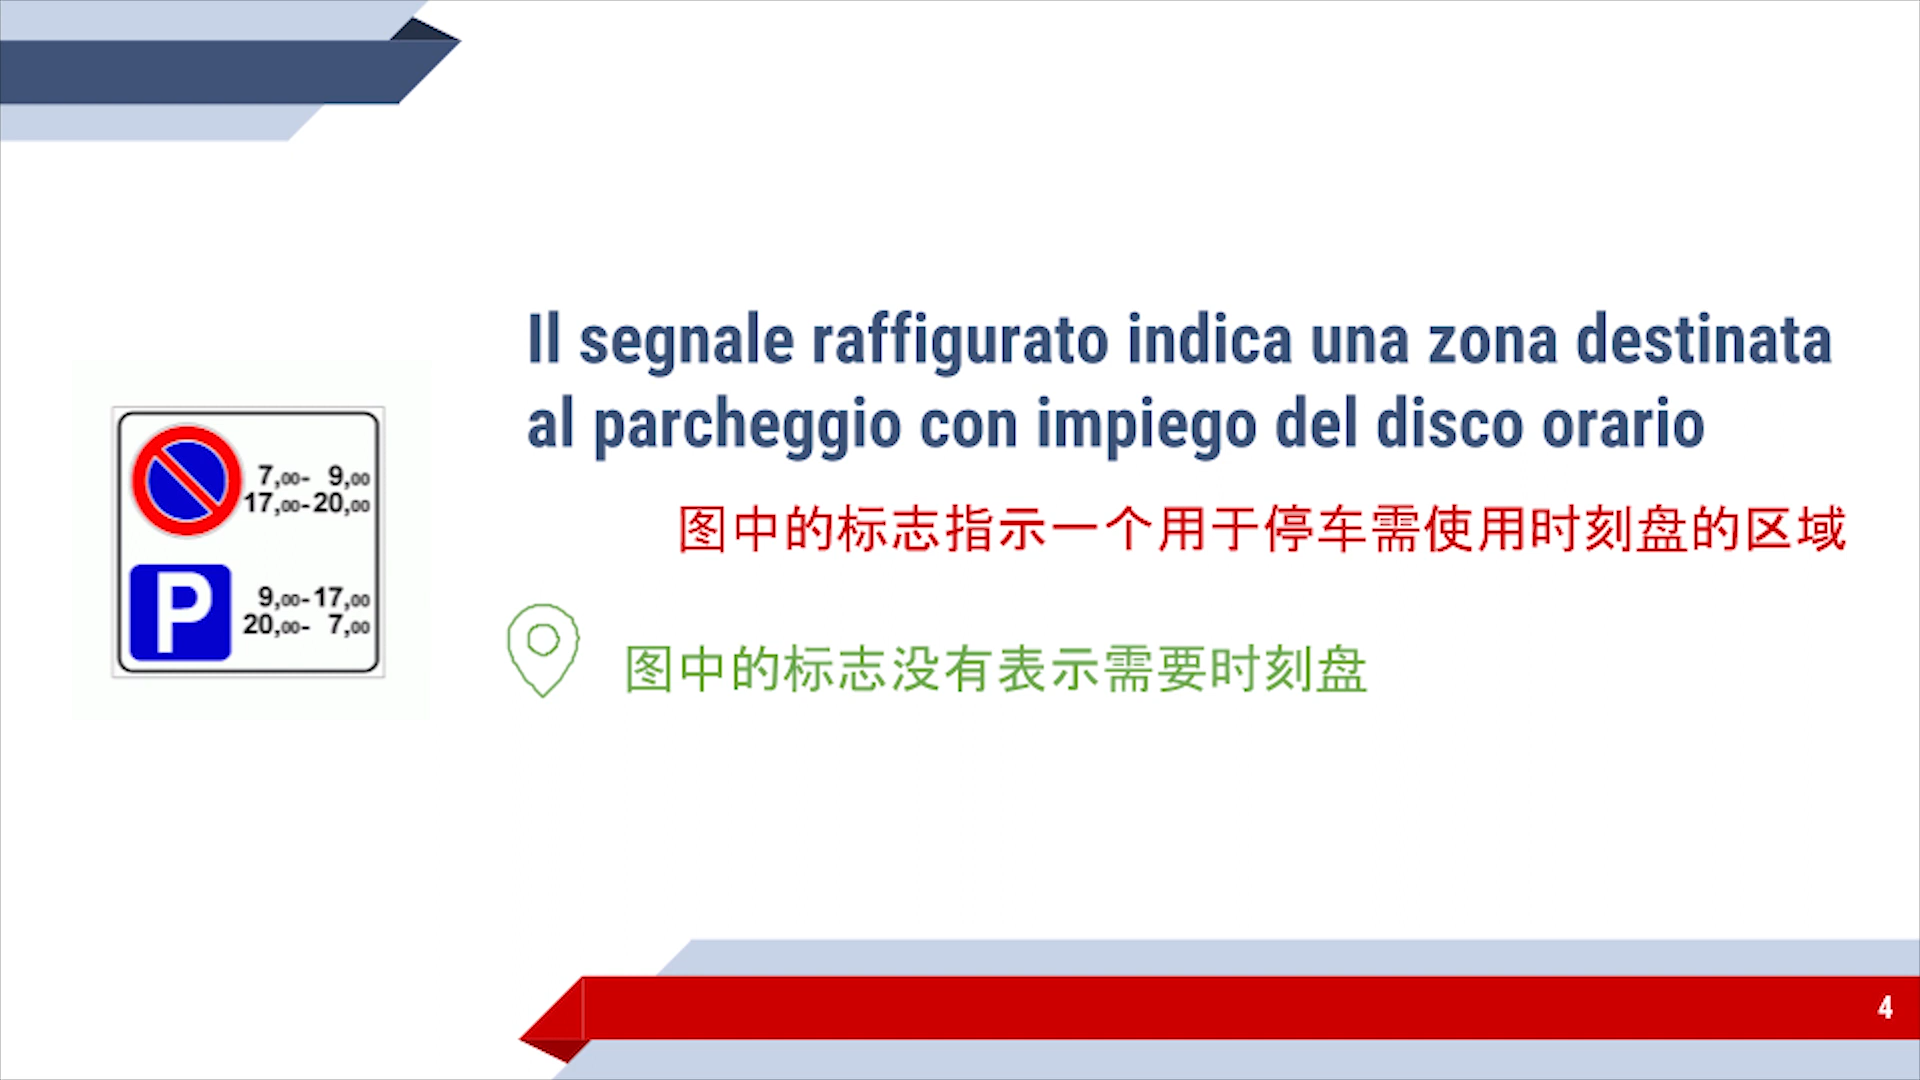 Il segnale raffigurato indica una zona destinata
al parcheggio con impiego del disco orario
图中的标志指示一个用于停车需使用时刻盘的区域
7,00- 9,00
17,00-20,00
P
9,00-17,00
20,00- 7,00
图中的标志没有表示需要时刻盘
4